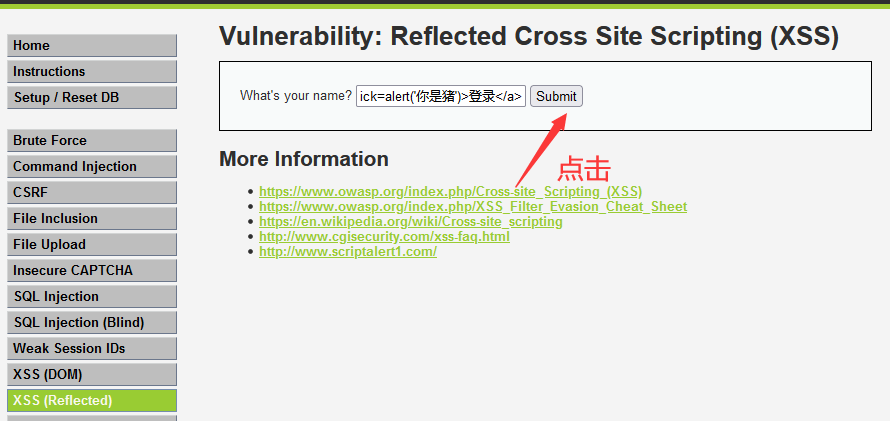 Home
Instructions
Setup / Reset DB
Brute Force
Command Injection
CSRF
File Inclusion
File Upload
Insecure CAPTCHA
SQL Injection
SQL Injection (Blind)
Weak Session IDs
XSS (DOM)
XSS (Reflected)
Vulnerability: Reflected Cross Site Scripting (XSS)
What's your name? ick=alert('你是猪')>登录</a> Submit
点击
More Information
https://www.owasp.org/index.php/Cross-site_Scripting_(XSS)
https://www.owasp.org/index.php/XSS_Filter_Evasion_Cheat_Sheet
https://en.wikipedia.org/wiki/Cross-site_scripting
http://www.cgisecurity.com/xss-faq.html
http://www.scriptalert1.com/